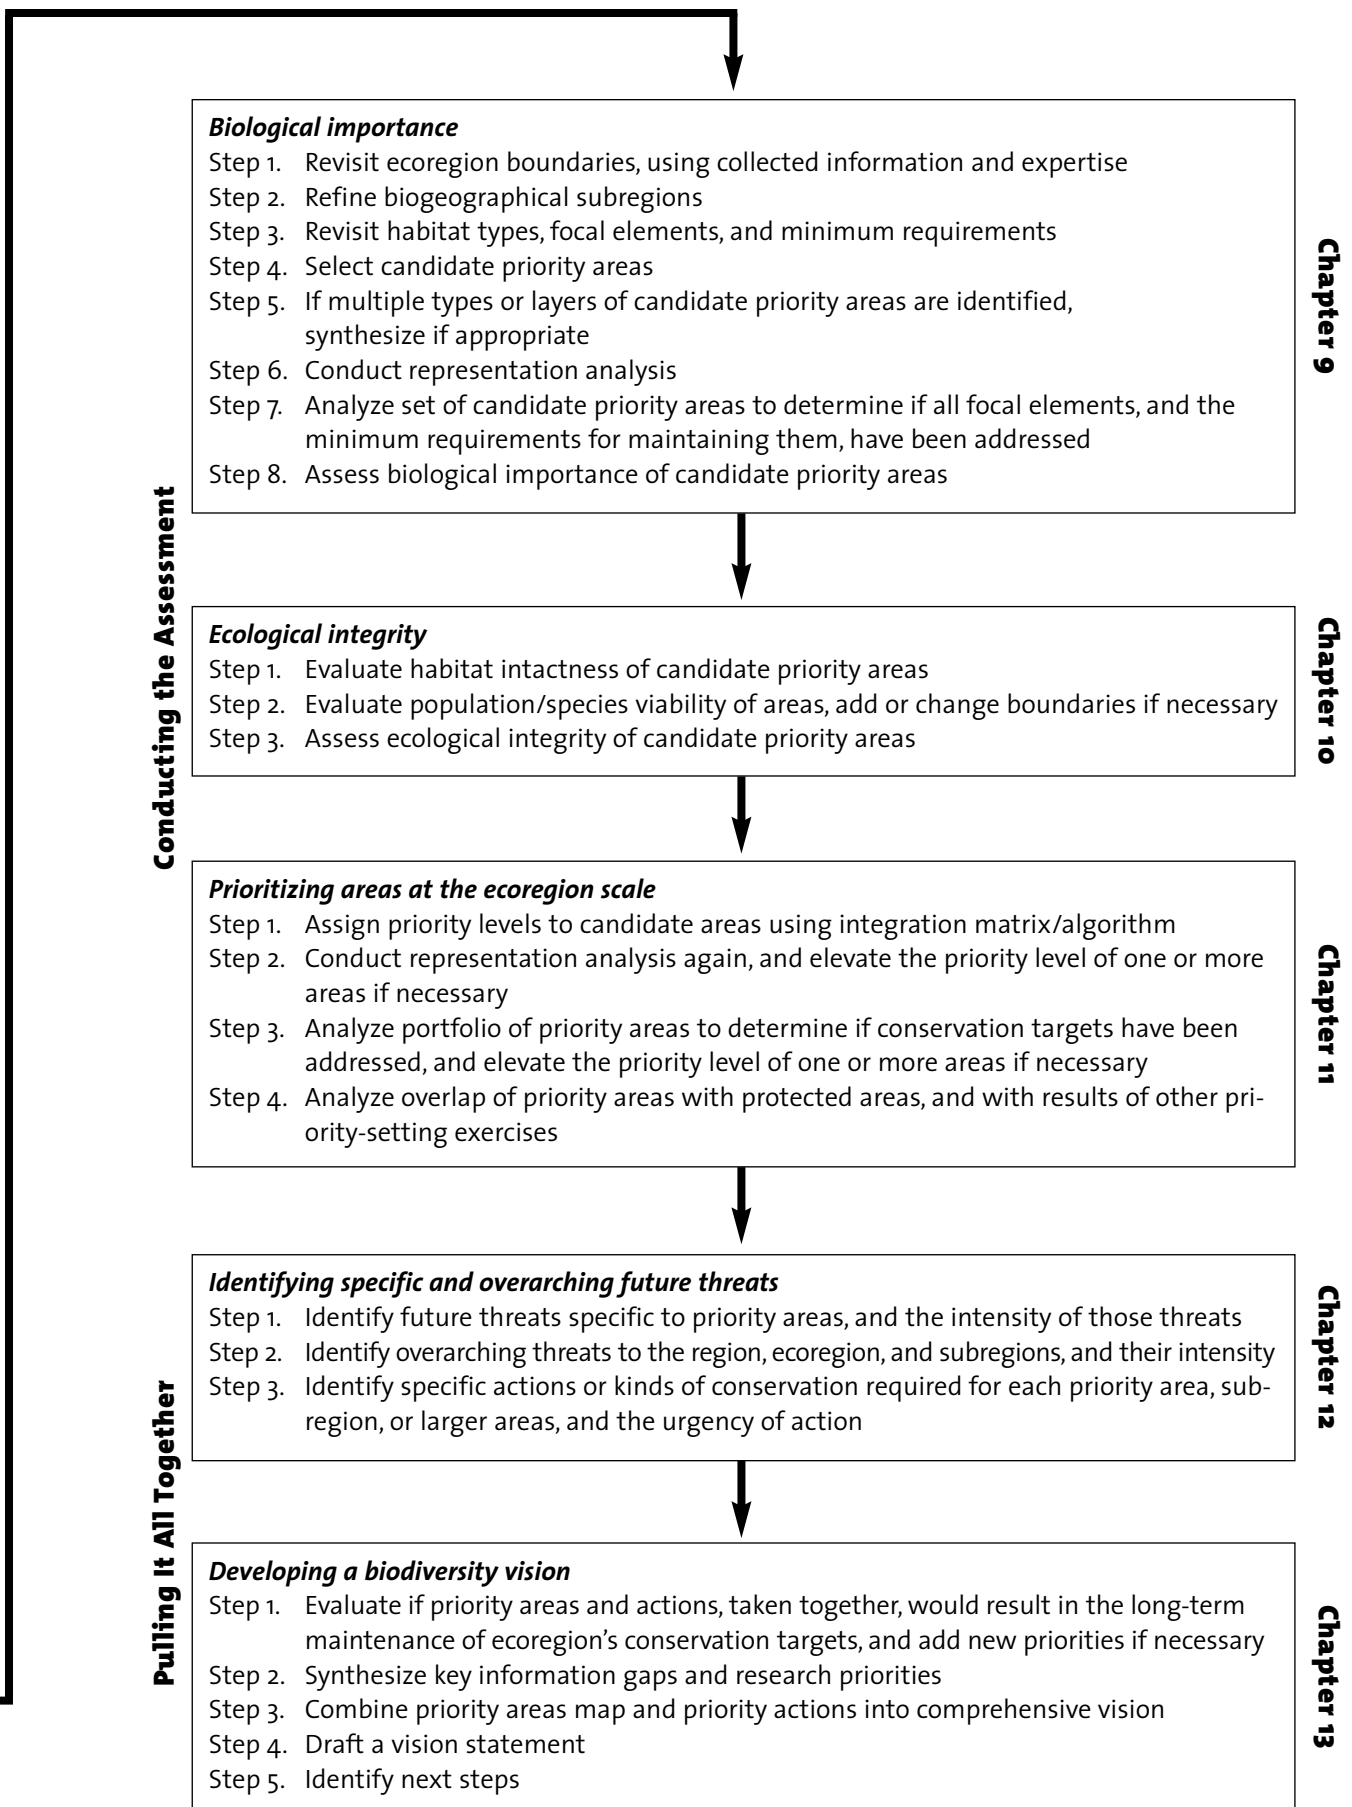 Biological importance
Step 1. Revisit ecoregion boundaries, using collected information and expertise
Step 2. Refine biogeographical subregions
Step 3. Revisit habitat types, focal elements, and minimum requirements
Step 4. Select candidate priority areas
Step 5. If multiple types or layers of candidate priority areas are identified,
synthesize if appropriate
Step 6. Conduct representation analysis
Step 7. Analyze set of candidate priority areas to determine if all focal elements, and the
minimum requirements for maintaining them, have been addressed
Step 8. Assess biological importance of candidate priority areas
Chapter 9
Conducting the Assessment
Ecological integrity
Step 1. Evaluate habitat intactness of candidate priority areas
Step 2. Evaluate population/species viability of areas, add or change boundaries if necessary
Step 3. Assess ecological integrity of candidate priority areas
Chapter 10
Prioritizing areas at the ecoregion scale
Step 1. Assign priority levels to candidate areas using integration matrix/algorithm
Step 2. Conduct representation analysis again, and elevate the priority level of one or more
areas if necessary
Step 3. Analyze portfolio of priority areas to determine if conservation targets have been
addressed, and elevate the priority level of one or more areas if necessary
Step 4. Analyze overlap of priority areas with protected areas, and with results of other pri-
ority-setting exercises
Chapter 11
Identifying specific and overarching future threats
Step 1. Identify future threats specific to priority areas, and the intensity of those threats
Step 2. Identify overarching threats to the region, ecoregion, and subregions, and their intensity
Step 3. Identify specific actions or kinds of conservation required for each priority area, sub-
region, or larger areas, and the urgency of action
Chapter 12
Pulling It All Together
Developing a biodiversity vision
Step 1. Evaluate if priority areas and actions, taken together, would result in the long-term
maintenance of ecoregion's conservation targets, and add new priorities if necessary
Step 2. Synthesize key information gaps and research priorities
Step 3. Combine priority areas map and priority actions into comprehensive vision
Step 4. Draft a vision statement
Step 5. Identify next steps
Chapter 13